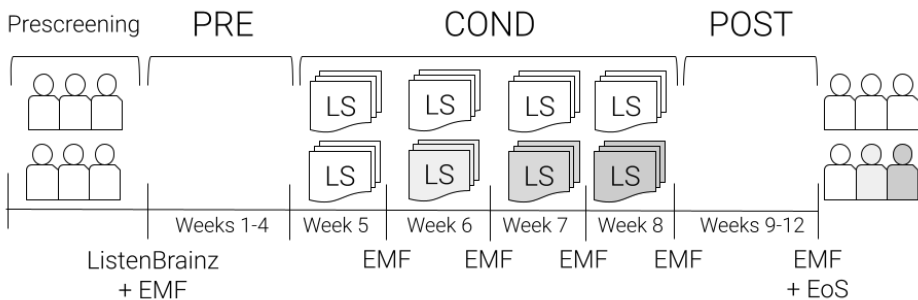 Prescreening PRE COND POST
LS LS LS LS
LS LS LS LS
Weeks 1-4 Week 5 Week 6 Week 7 Week 8 Weeks 9-12
ListenBrainz EMF EMF EMF EMF EMF
+ EMF + EoS